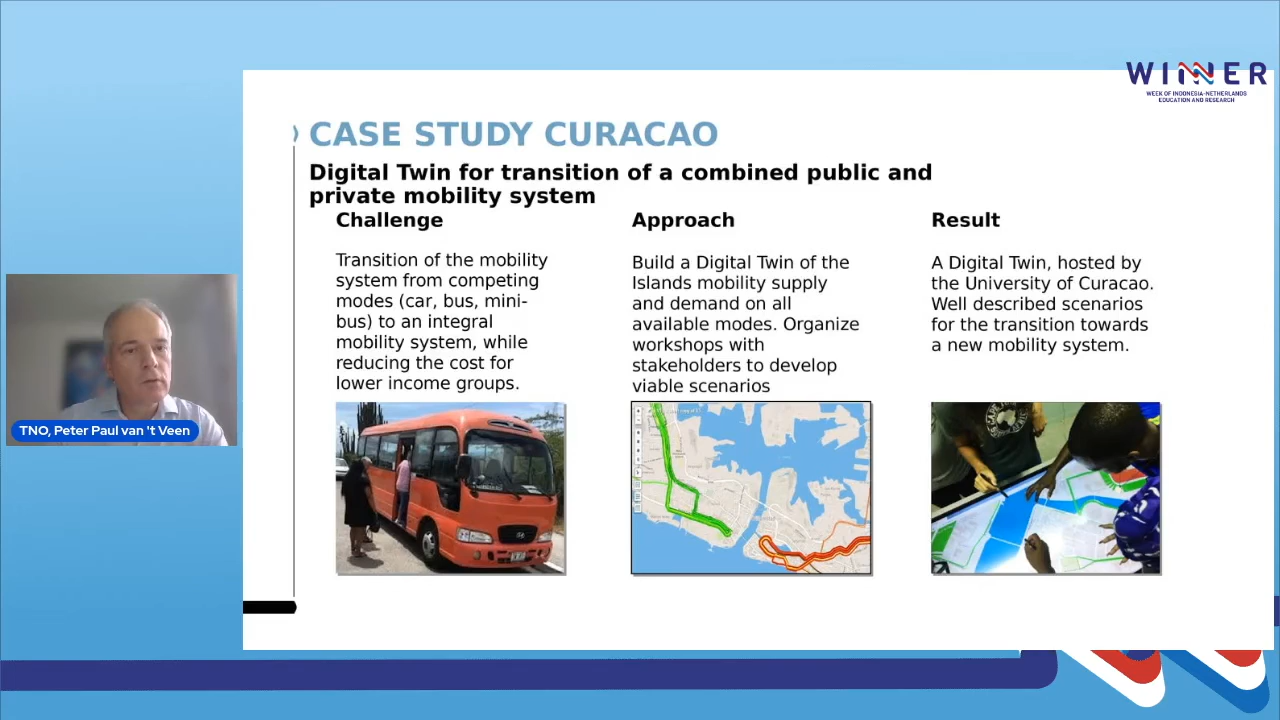 WINNER
WEEK OF INDONESIA-NETHERLANDS
EDUCATION AND RESEARCH
CASE STUDY CURACAO
Digital Twin for transition of a combined public and
private mobility system
Challenge
Transition of the mobility
system from competing
modes (car, bus, mini-
bus) to an integral
mobility system, while
reducing the cost for
lower income groups.
Approach
Build a Digital Twin of the
Islands mobility supply
and demand on all
available modes. Organize
workshops with
stakeholders to develop
viable scenarios
Result
A Digital Twin, hosted by
the University of Curacao.
Well described scenarios
for the transition towards
a new mobility system.
TNO, Peter Paul van 't Veen